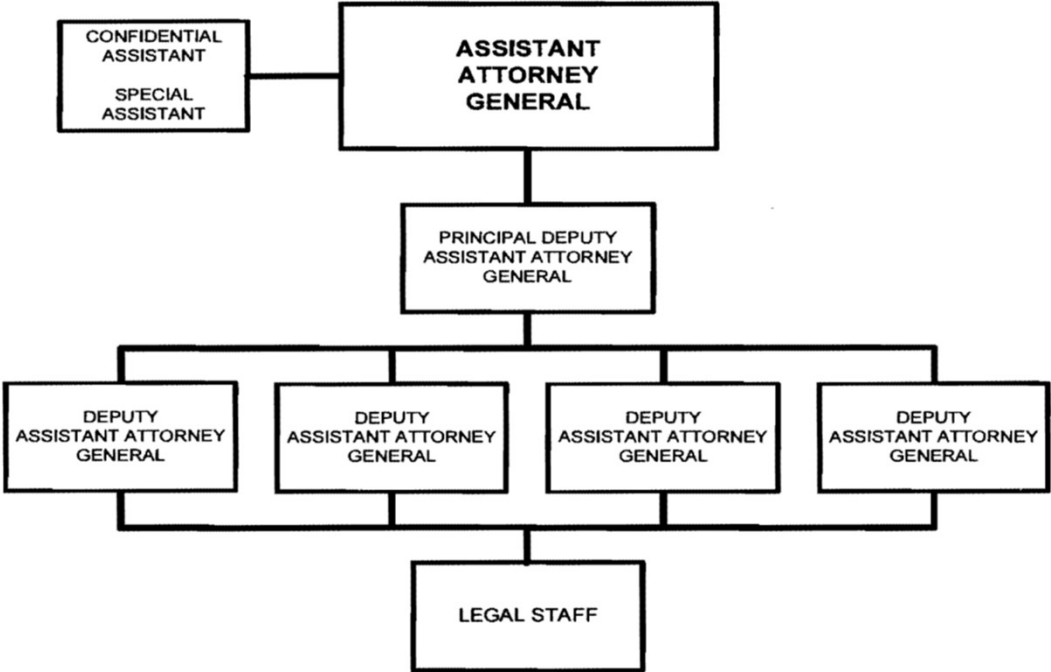 CONFIDENTIAL
ASSISTANT
SPECIAL
ASSISTANT
ASSISTANT
ATTORNEY
GENERAL
PRINCIPAL DEPUTY
ASSISTANT ATTORNEY
GENERAL
DEPUTY
ASSISTANT ATTORNEY
GENERAL
DEPUTY
ASSISTANT ATTORNEY
GENERAL
DEPUTY
ASSISTANT ATTORNEY
GENERAL
DEPUTY
ASSISTANT ATTORNEY
GENERAL
LEGAL STAFF